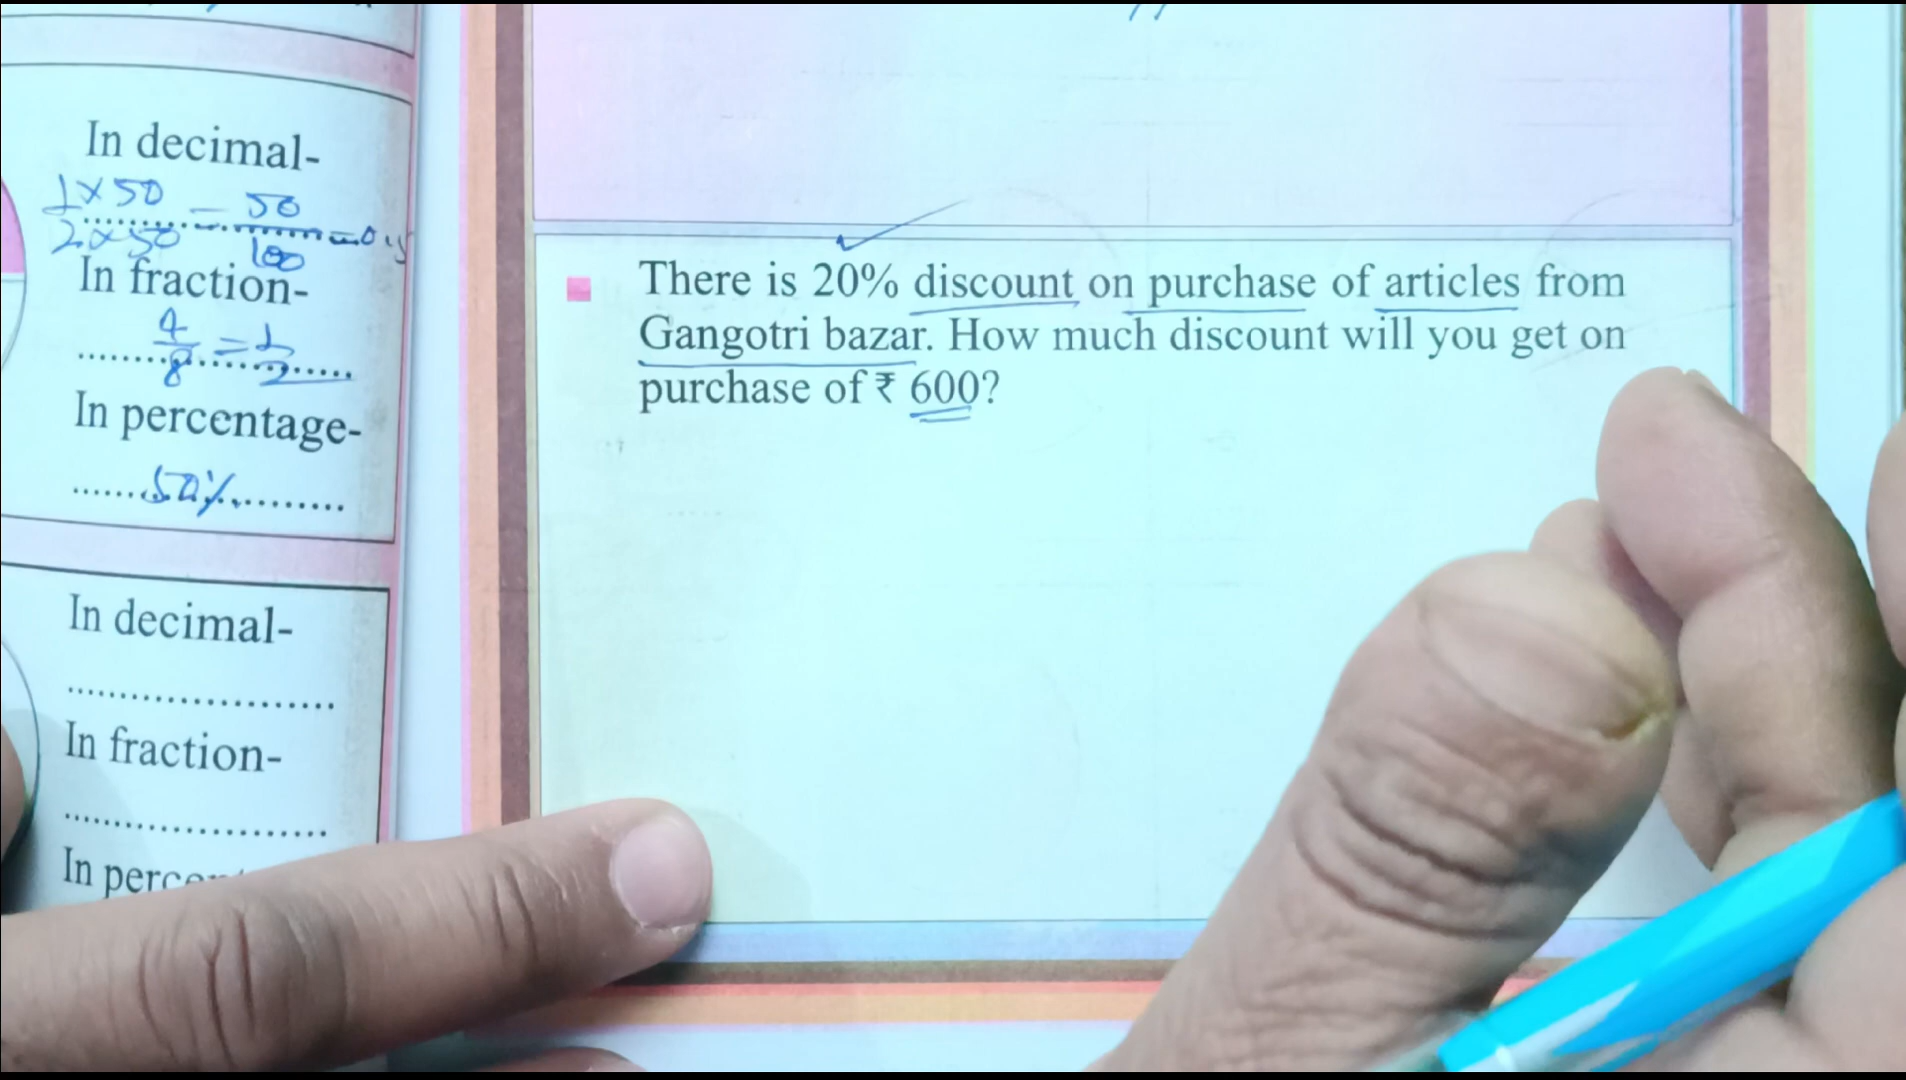 In decimal-
1 x 50 = 50
2 x 50 100
In fraction-
4 = 1
8 2
In percentage-
50%
In decimal-
In fraction-
In
There is 20% discount on purchase of articles from
Gangotri bazar. How much discount will you get on
purchase of ₹ 600?